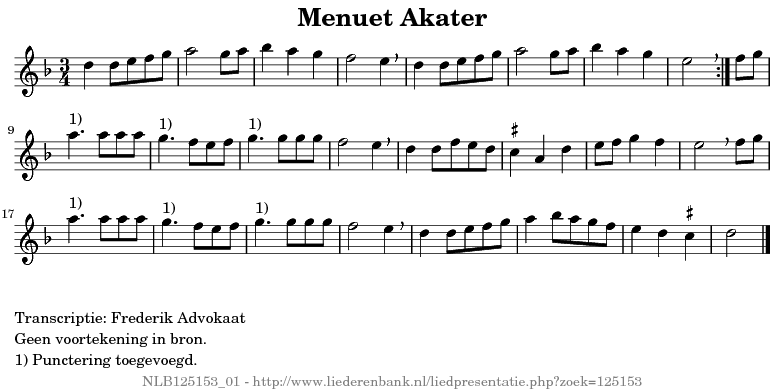 Menuet Akater
3
4
1) 1) 1)
9
♯
1) 1) 1)
17
♯
Transcriptie: Frederik Advokaat
Geen voortekening in bron.
1) Punctering toegevoegd.
NLB125153_01 - http://www.liederenbank.nl/liedpresentatie.php?zoek=125153